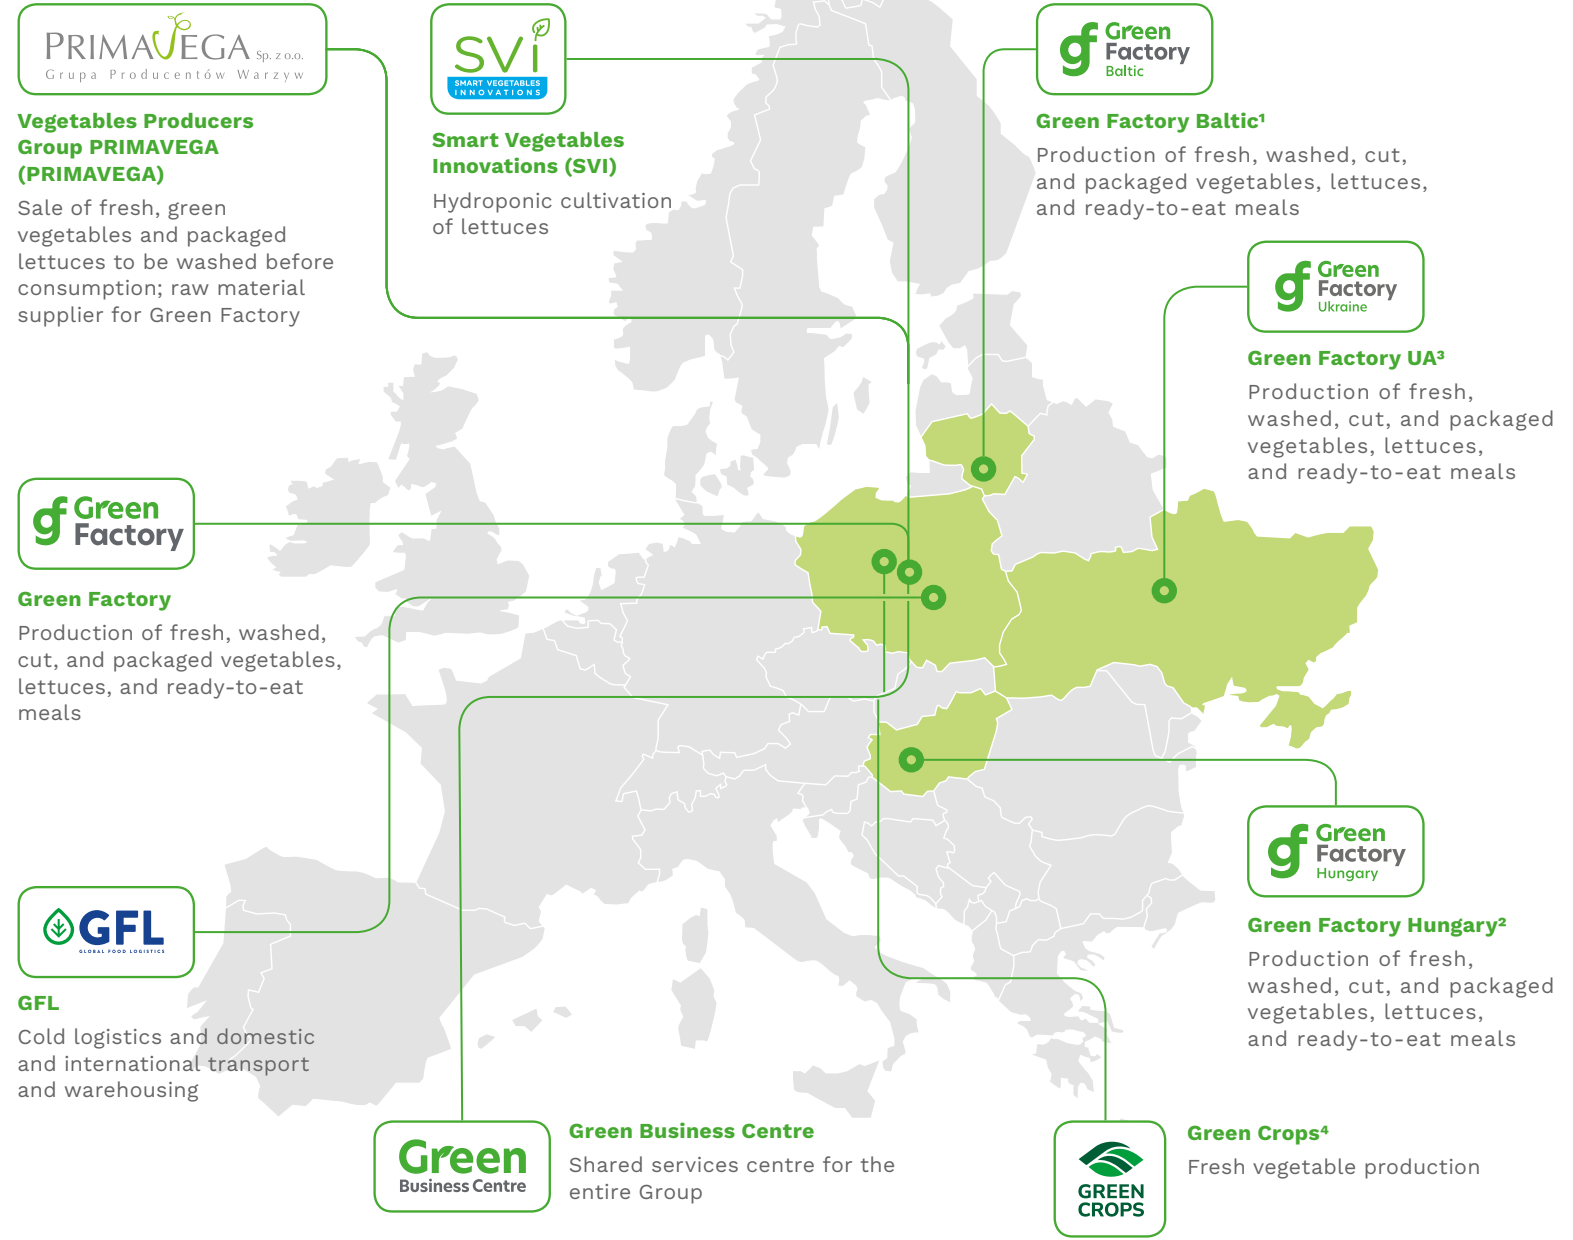 PRIMAVEGA Sp. z o.o.
Grupa Producentów Warzyw
Vegetables Producers
Group PRIMAVEGA
(PRIMAVEGA)
Sale of fresh, green
vegetables and packaged
lettuces to be washed before
consumption; raw material
supplier for Green Factory
SVi
SMART VEGETABLES
INNOVATIONS
Smart Vegetables
Innovations (SVI)
Hydroponic cultivation
of lettuces
gf Green
Factory
Baltic
Green Factory Baltic¹
Production of fresh, washed, cut,
and packaged vegetables, lettuces,
and ready-to-eat meals
gf Green
Factory
Ukraine
Green Factory UA³
Production of fresh,
washed, cut, and packaged
vegetables, lettuces,
and ready-to-eat meals
gf Green
Factory
Green Factory
Production of fresh, washed,
cut, and packaged vegetables,
lettuces, and ready-to-eat
meals
gf Green
Factory
Hungary
Green Factory Hungary²
Production of fresh,
washed, cut, and packaged
vegetables, lettuces,
and ready-to-eat meals
GFL
GLOBAL FOOD LOGISTICS
GFL
Cold logistics and domestic
and international transport
and warehousing
Green
Business Centre
Green Business Centre
Shared services centre for the
entire Group
GREEN
CROPS
Green Crops⁴
Fresh vegetable production